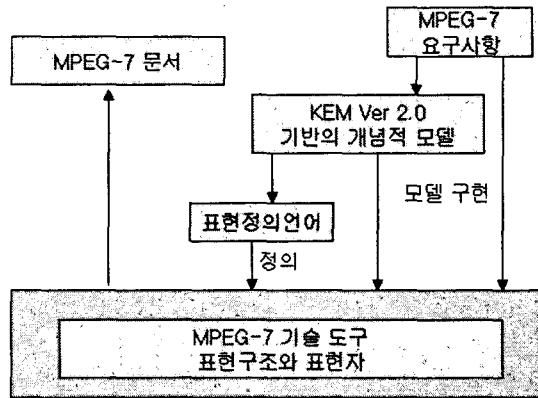 MPEG-7
요구사항
MPEG-7 문서
KEM Ver 2.0
기반의 개념적 모델
모델 구현
표현정의언어
정의
MPEG-7 기술 도구
표현구조와 표현자